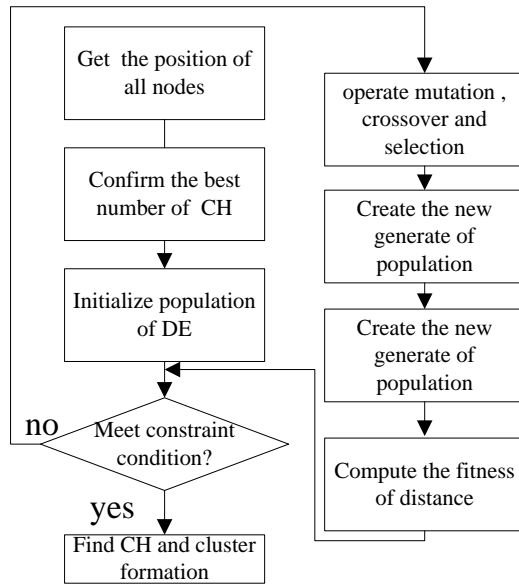 Get the position of
all nodes
Confirm the best
number of CH
Initialize population
of DE
Meet constraint
condition?
no
yes
Find CH and cluster
formation
operate mutation ,
crossover and
selection
Create the new
generate of
population
Create the new
generate of
population
Compute the fitness
of distance